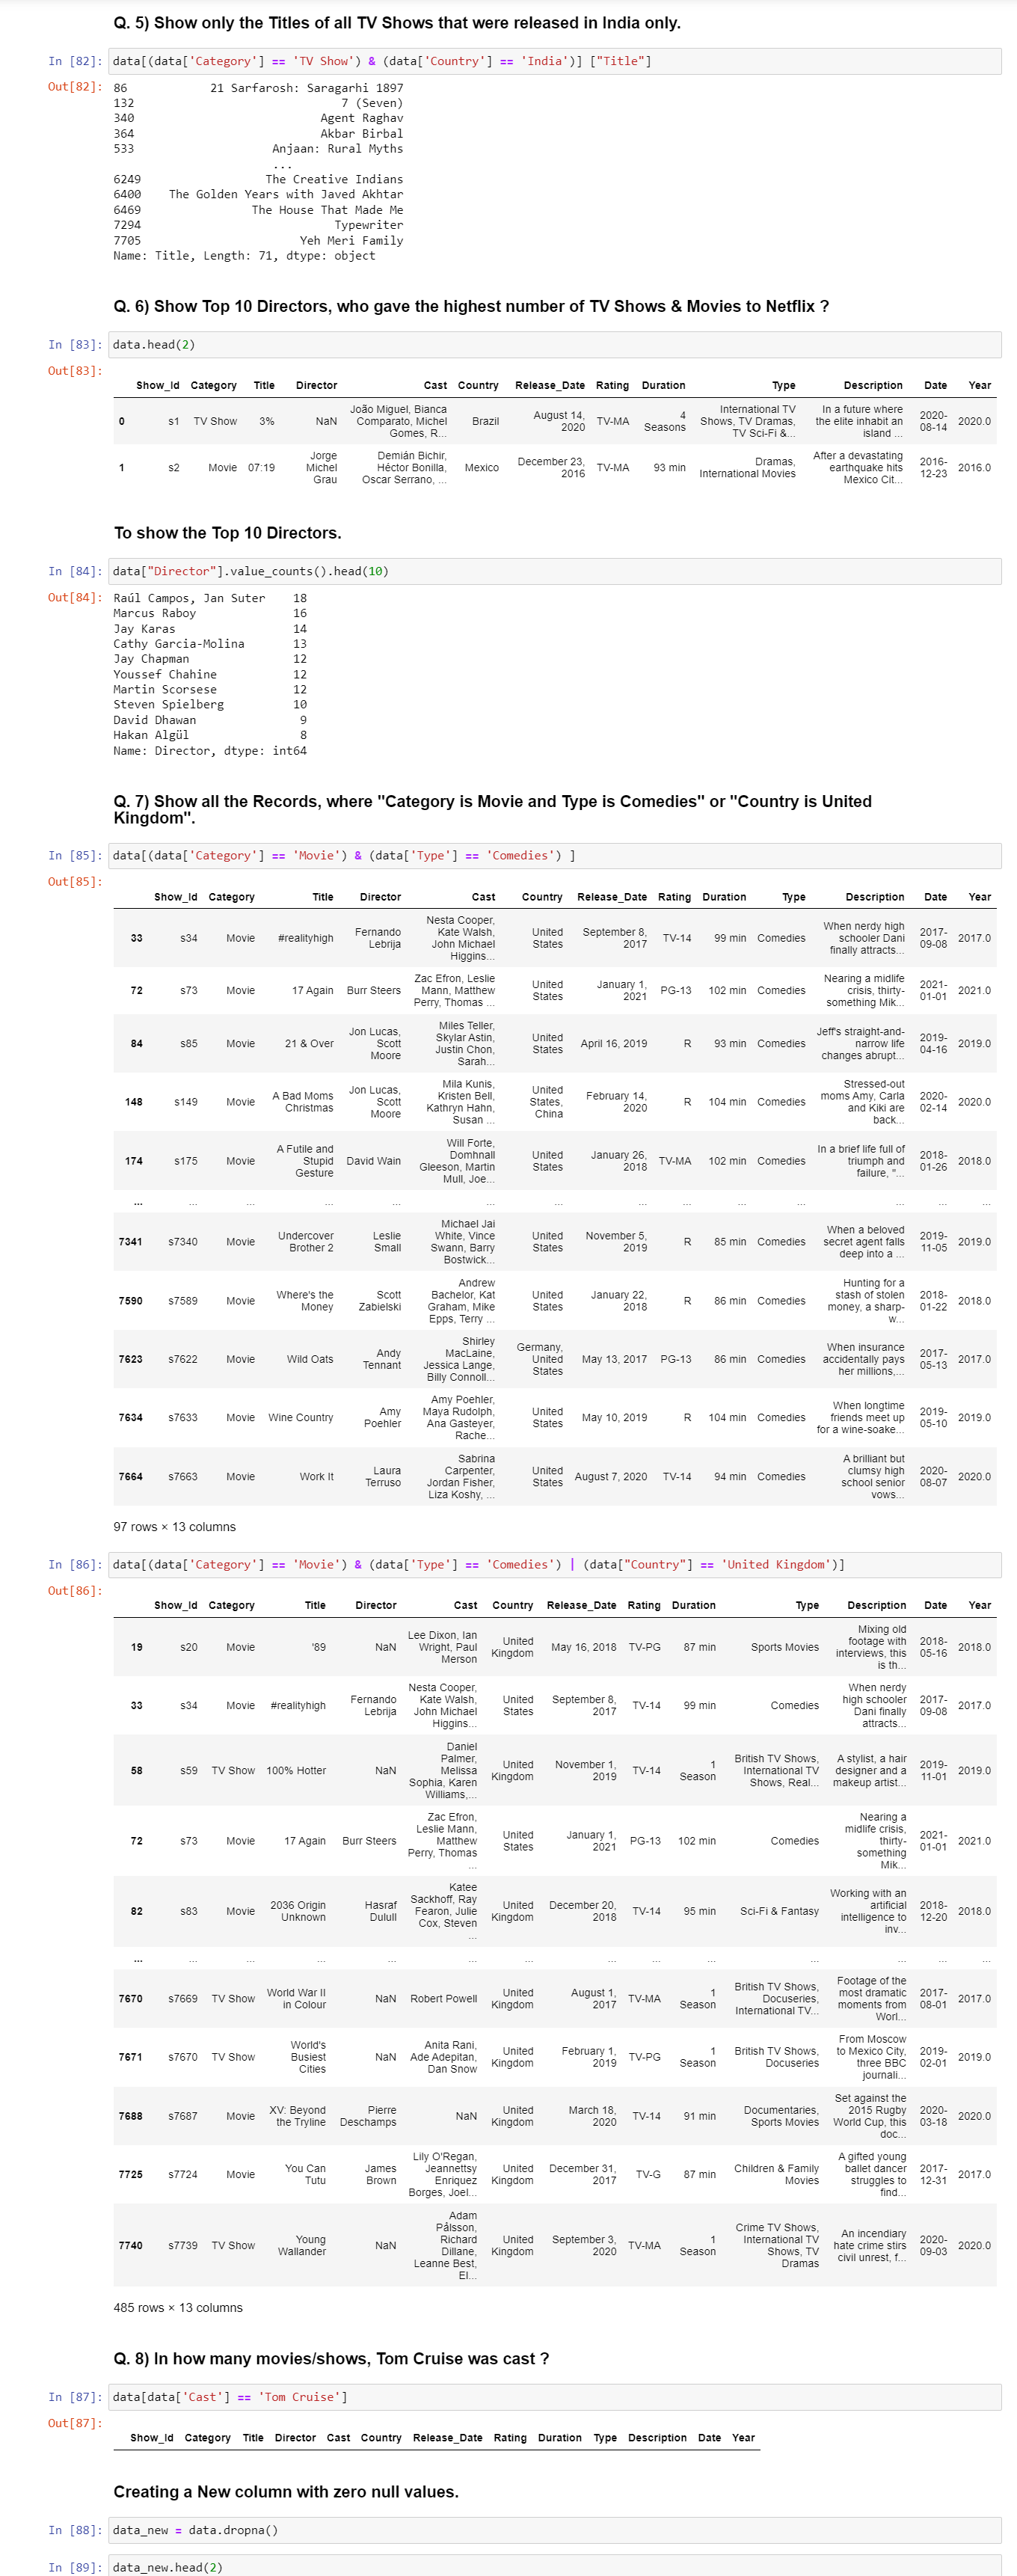 Q. 5) Show only the Titles of all TV Shows that were released in India only.
In [82]: data[(data['Category'] == 'TV Show') & (data['Country'] == 'India')] ["Title"]
Out[82]: 86 21 Sarfarosh: Saragarhi 1897
132 7 (Seven)
340 Agent Raghav
364 Akbar Birbal
533 Anjaan: Rural Myths
...
6249 The Creative Indians
6400 The Golden Years with Javed Akhtar
6469 The House That Made Me
7294 Typewriter
7705 Yeh Meri Family
Name: Title, Length: 71, dtype: object
Q. 6) Show Top 10 Directors, who gave the highest number of TV Shows & Movies to Netflix ?
In [83]: data.head(2)
Out[83]:
Show_Id Category Title Director Cast Country Release_Date Rating Duration Type Description Date Year
0 s1 TV Show 3% NaN João Miguel, Bianca Comparato, Michel Gomes, R... Brazil August 14, 2020 TV-MA 4 Seasons International TV Shows, TV Dramas, TV Sci-Fi &... In a future where the elite inhabit an island ... 2020-08-14 2020.0
1 s2 Movie 07:19 Jorge Michel Grau Demián Bichir, Héctor Bonilla, Oscar Serrano, ... Mexico December 23, 2016 TV-MA 93 min Dramas, International Movies After a devastating earthquake hits Mexico Cit... 2016-12-23 2016.0
To show the Top 10 Directors.
In [84]: data["Director"].value_counts().head(10)
Out[84]: Raúl Campos, Jan Suter 18
Marcus Raboy 16
Jay Karas 14
Cathy Garcia-Molina 13
Jay Chapman 12
Youssef Chahine 12
Martin Scorsese 12
Steven Spielberg 10
David Dhawan 9
Hakan Algül 8
Name: Director, dtype: int64
Q. 7) Show all the Records, where "Category is Movie and Type is Comedies" or "Country is United
Kingdom".
In [85]: data[(data['Category'] == 'Movie') & (data['Type'] == 'Comedies') ]
Out[85]:
Show_Id Category Title Director Cast Country Release_Date Rating Duration Type Description Date Year
33 s34 Movie #realityhigh Fernando Lebrija Nesta Cooper, Kate Walsh, John Michael Higgins... United States September 8, 2017 TV-14 99 min Comedies When nerdy high schooler Dani finally attracts... 2017-09-08 2017.0
72 s73 Movie 17 Again Burr Steers Zac Efron, Leslie Mann, Matthew Perry, Thomas ... United States January 1, 2021 PG-13 102 min Comedies Nearing a midlife crisis, thirty-something Mik... 2021-01-01 2021.0
84 s85 Movie 21 & Over Jon Lucas, Scott Moore Miles Teller, Skylar Astin, Justin Chon, Sarah... United States April 16, 2019 R 93 min Comedies Jeff's straight-and-narrow life changes abrupt... 2019-04-16 2019.0
148 s149 Movie A Bad Moms Christmas Jon Lucas, Scott Moore Mila Kunis, Kristen Bell, Kathryn Hahn, Susan ... United States, China February 14, 2020 R 104 min Comedies Stressed-out moms Amy, Carla and Kiki are back... 2020-02-14 2020.0
174 s175 Movie A Futile and Stupid Gesture David Wain Will Forte, Domhnall Gleeson, Martin Mull, Joe... United States January 26, 2018 TV-MA 102 min Comedies In a brief life full of triumph and failure, "... 2018-01-26 2018.0
... ... ... ... ... ... ... ... ... ... ... ... ... ...
7341 s7340 Movie Undercover Brother 2 Leslie Small Michael Jai White, Vince Swann, Barry Bostwick... United States November 5, 2019 R 85 min Comedies When a beloved secret agent falls deep into a ... 2019-11-05 2019.0
7590 s7589 Movie Where's the Money Scott Zabielski Andrew Bachelor, Kat Graham, Mike Epps, Terry ... United States January 22, 2018 R 86 min Comedies Hunting for a stash of stolen money, a sharp-w... 2018-01-22 2018.0
7623 s7622 Movie Wild Oats Andy Tennant Shirley MacLaine, Jessica Lange, Billy Connoll... Germany, United States May 13, 2017 PG-13 86 min Comedies When insurance accidentally pays her millions,... 2017-05-13 2017.0
7634 s7633 Movie Wine Country Amy Poehler Amy Poehler, Maya Rudolph, Ana Gasteyer, Rache... United States May 10, 2019 R 104 min Comedies When longtime friends meet up for a wine-soake... 2019-05-10 2019.0
7664 s7663 Movie Work It Laura Terruso Sabrina Carpenter, Jordan Fisher, Liza Koshy, ... United States August 7, 2020 TV-14 94 min Comedies A brilliant but clumsy high school senior vows... 2020-08-07 2020.0
97 rows × 13 columns
In [86]: data[(data['Category'] == 'Movie') & (data['Type'] == 'Comedies') | (data["Country"] == 'United Kingdom')]
Out[86]:
Show_Id Category Title Director Cast Country Release_Date Rating Duration Type Description Date Year
19 s20 Movie '89 NaN Lee Dixon, Ian Wright, Paul Merson United Kingdom May 16, 2018 TV-PG 87 min Sports Movies Mixing old footage with interviews, this is th... 2018-05-16 2018.0
33 s34 Movie #realityhigh Fernando Lebrija Nesta Cooper, Kate Walsh, John Michael Higgins... United States September 8, 2017 TV-14 99 min Comedies When nerdy high schooler Dani finally attracts... 2017-09-08 2017.0
58 s59 TV Show 100% Hotter NaN Daniel Palmer, Melissa Sophia, Karen Williams,... United Kingdom November 1, 2019 TV-14 1 Season British TV Shows, International TV Shows, Real... A stylist, a hair designer and a makeup artist... 2019-11-01 2019.0
72 s73 Movie 17 Again Burr Steers Zac Efron, Leslie Mann, Matthew Perry, Thomas ... United States January 1, 2021 PG-13 102 min Comedies Nearing a midlife crisis, thirty-something Mik... 2021-01-01 2021.0
82 s83 Movie 2036 Origin Unknown Hasraf Dulull Katee Sackhoff, Ray Fearon, Julie Cox, Steven ... United Kingdom December 20, 2018 TV-14 95 min Sci-Fi & Fantasy Working with an artificial intelligence to inv... 2018-12-20 2018.0
... ... ... ... ... ... ... ... ... ... ... ... ... ...
7670 s7669 TV Show World War II in Colour NaN Robert Powell United Kingdom August 1, 2017 TV-MA 1 Season British TV Shows, Docuseries, International TV... Footage of the most dramatic moments from Worl... 2017-08-01 2017.0
7671 s7670 TV Show World's Busiest Cities NaN Anita Rani, Ade Adepitan, Dan Snow United Kingdom February 1, 2019 TV-PG 1 Season British TV Shows, Docuseries From Moscow to Mexico City, three BBC journali... 2019-02-01 2019.0
7688 s7687 Movie XV: Beyond the Tryline Pierre Deschamps NaN United Kingdom March 18, 2020 TV-14 91 min Documentaries, Sports Movies Set against the 2015 Rugby World Cup, this doc... 2020-03-18 2020.0
7725 s7724 Movie You Can Tutu James Brown Lily O'Regan, Jeannettsy Enriquez Borges, Joel... United Kingdom December 31, 2017 TV-G 87 min Children & Family Movies A gifted young ballet dancer struggles to find... 2017-12-31 2017.0
7740 s7739 TV Show Young Wallander NaN Adam Pålsson, Richard Dillane, Leanne Best, El... United Kingdom September 3, 2020 TV-MA 1 Season Crime TV Shows, International TV Shows, TV Dramas An incendiary hate crime stirs civil unrest, f... 2020-09-03 2020.0
485 rows × 13 columns
Q. 8) In how many movies/shows, Tom Cruise was cast ?
In [87]: data[data['Cast'] == 'Tom Cruise']
Out[87]:
Show_Id Category Title Director Cast Country Release_Date Rating Duration Type Description Date Year
Creating a New column with zero null values.
In [88]: data_new = data.dropna()
In [89]: data_new.head(2)